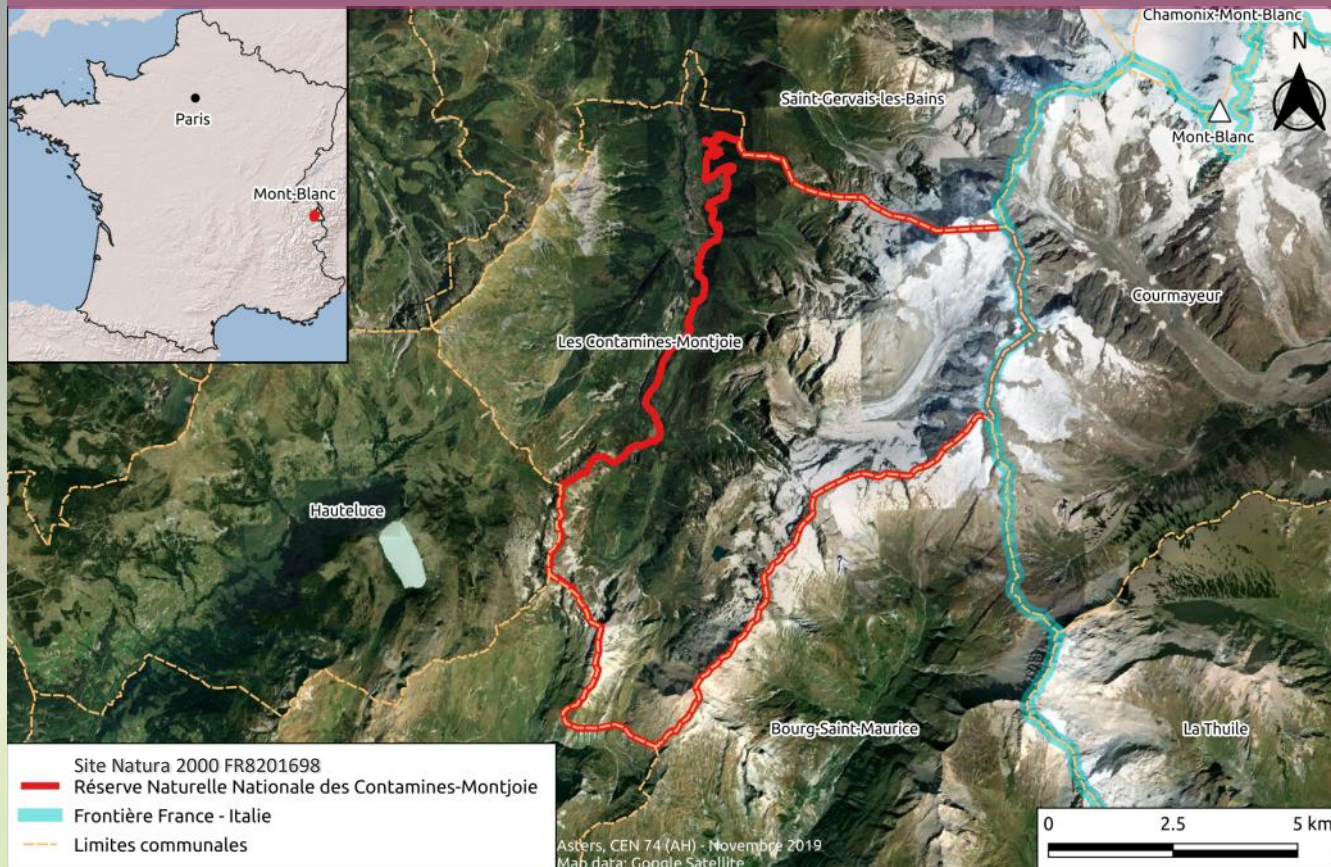 Chamonix-Mont-Blanc
N
Saint-Gervais-les-Bains
Paris
Mont-Blanc
Mont-Blanc
Courmayeur
Les Contamines-Montjoie
Hauteluce
Bourg-Saint-Maurice
La Thuile
Site Natura 2000 FR8201698
Réserve Naturelle Nationale des Contamines-Montjoie
Frontière France - Italie
Limites communales
Asters, CEN 74 (AH) - Novembre 2019
Map data: Google Satellite
0 2.5 5 km